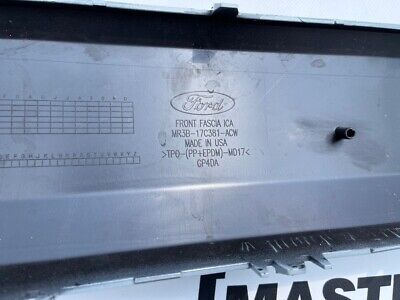 Ford
FRONT FASCIA ICA
MR3B-17C381-ACW
MADE IN USA
>TPO-(PP+EPDM)-MD17<
GP4DA
[MAST